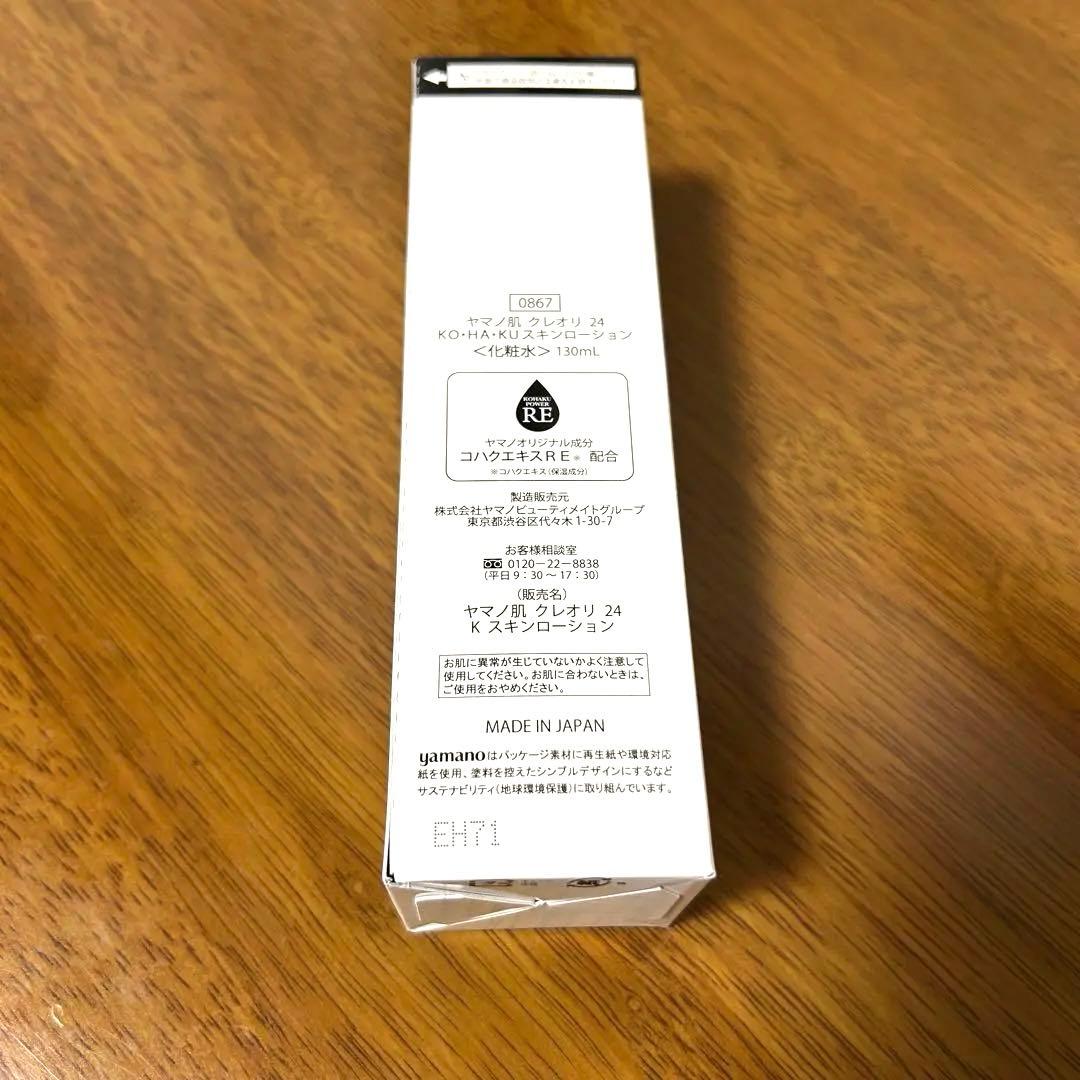 0867
ヤマノ肌 クレオリ 24
KO・HA・KUスキンローション
＜化粧水＞130mL
KOHAKU
POWER
RE
ヤマノオリジナル成分
コハクエキスＲＥ※ 配合
※コハクエキス（保湿成分）
製造販売元
株式会社ヤマノビューティメイトグループ
東京都渋谷区代々木1-30-7
お客様相談室
0120−22−8838
（平日9：30～17：30）
（販売名）
ヤマノ肌 クレオリ 24
K スキンローション
お肌に異常が生じていないかよく注意して
使用してください。お肌に合わないときは、
ご使用をおやめください。
MADE IN JAPAN
yamanoはパッケージ素材に再生紙や環境対応
紙を使用、塗料を控えたシンプルデザインにするなど
サステナビリティ（地球環境保護）に取り組んでいます。
EH71